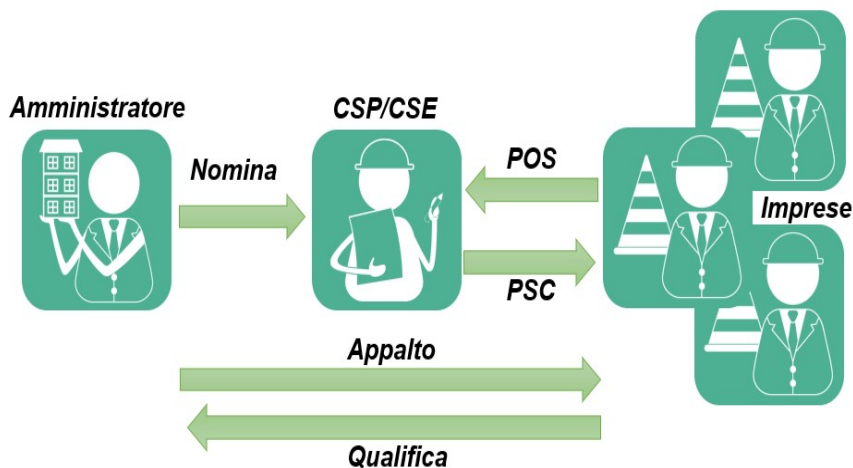 Amministratore
CSP/CSE
Nomina
POS
Imprese
PSC
Appalto
Qualifica